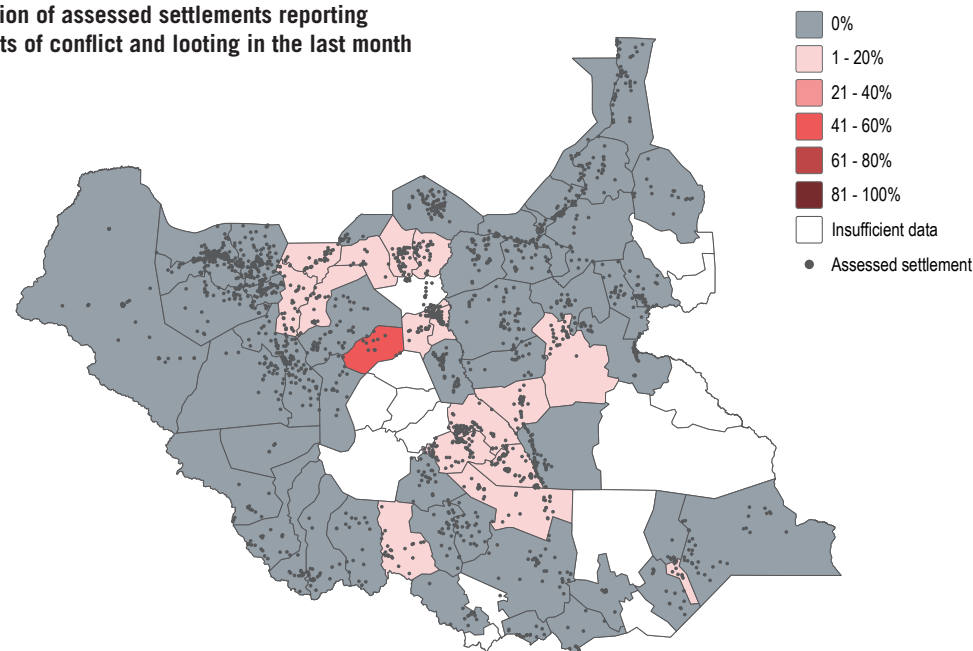 ion of assessed settlements reporting
ts of conflict and looting in the last month
0%
1 - 20%
21 - 40%
41 - 60%
61 - 80%
81 - 100%
Insufficient data
Assessed settlement